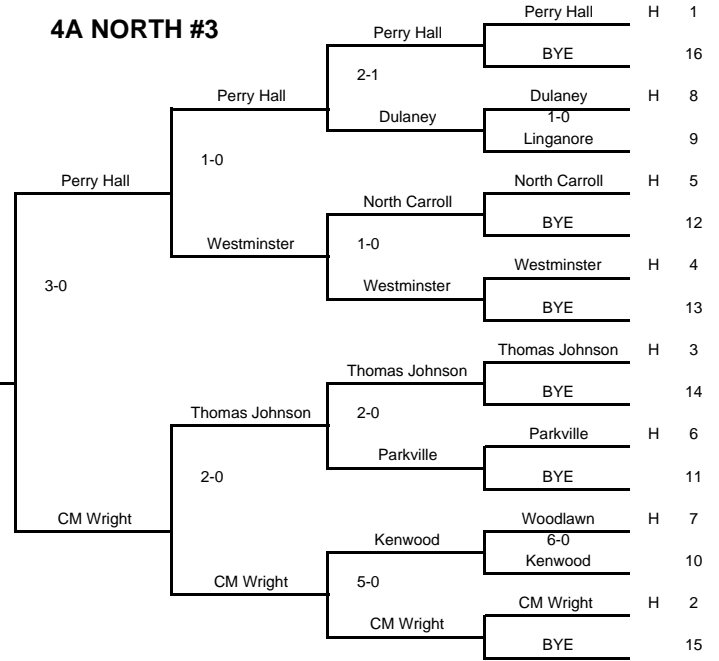 4A NORTH #3
Perry Hall H 1
Perry Hall
BYE 16
2-1
Perry Hall
Dulaney H 8
Dulaney 1-0
Linganore 9
1-0
Perry Hall
North Carroll H 5
North Carroll
BYE 12
Westminster 1-0
Westminster H 4
Westminster
BYE 13
3-0
Thomas Johnson H 3
Thomas Johnson
BYE 14
Thomas Johnson 2-0
Parkville H 6
Parkville
BYE 11
2-0
CM Wright
Woodlawn H 7
Kenwood 6-0
Kenwood 10
CM Wright 5-0
CM Wright H 2
CM Wright
BYE 15